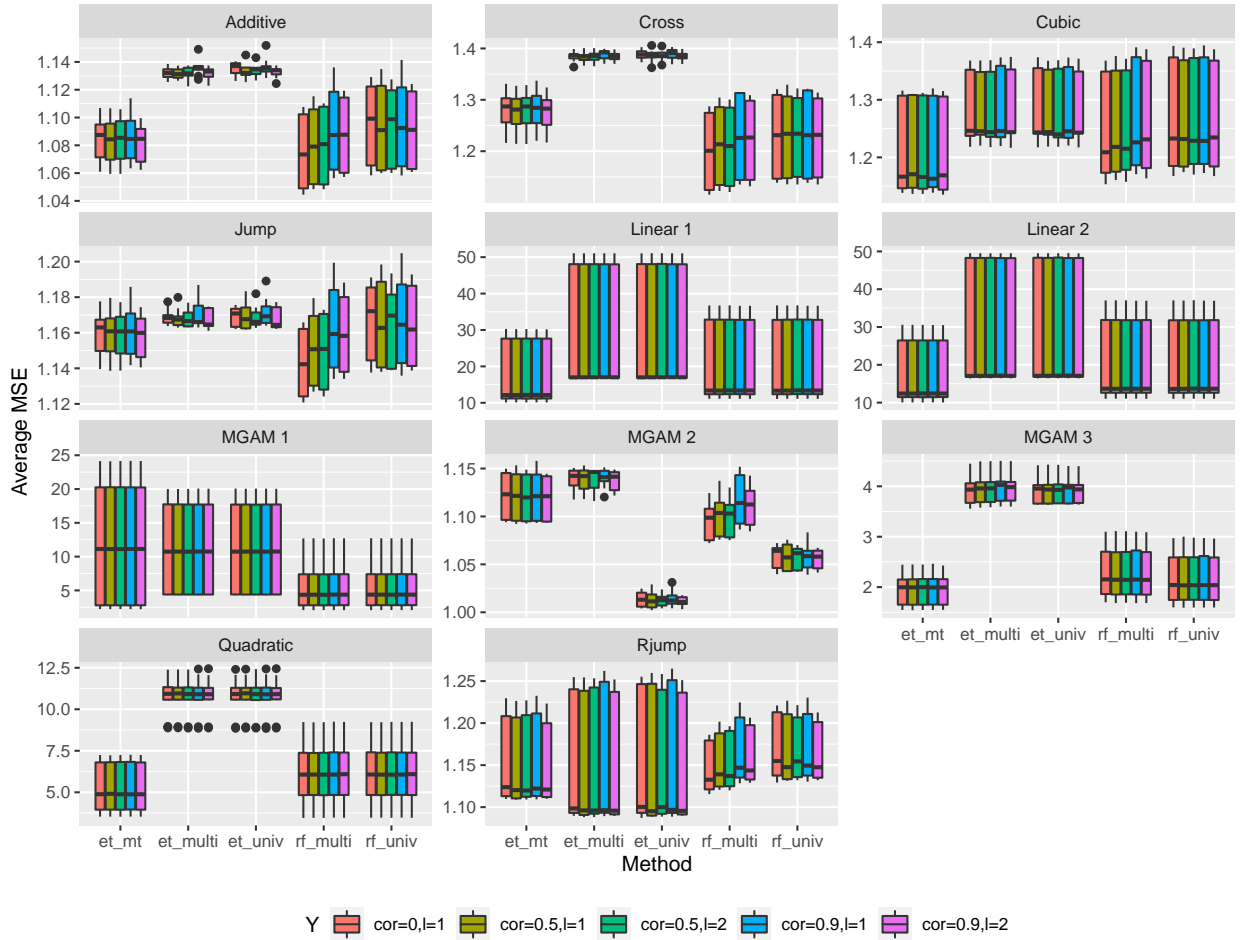 Additive
Cross
Cubic
1.14
1.12
1.10
1.08
1.06
1.04
1.4
1.3
1.2
1.4
1.2
Jump
Linear 1
Linear 2
1.20
1.18
1.16
1.14
1.12
50
40
30
20
10
50
40
30
20
10
MGAM 1
MGAM 2
MGAM 3
25
20
15
10
5
1.15
1.10
1.05
1.00
4
3
2
et_mt et_multi et_univ rf_multi rf_univ
Quadratic
Rjump
12.5
10.0
7.5
5.0
1.25
1.20
1.15
1.10
et_mt et_multi et_univ rf_multi rf_univ
et_mt et_multi et_univ rf_multi rf_univ
Average MSE
Method
Y cor=0,l=1 cor=0.5,l=1 cor=0.5,l=2 cor=0.9,l=1 cor=0.9,l=2